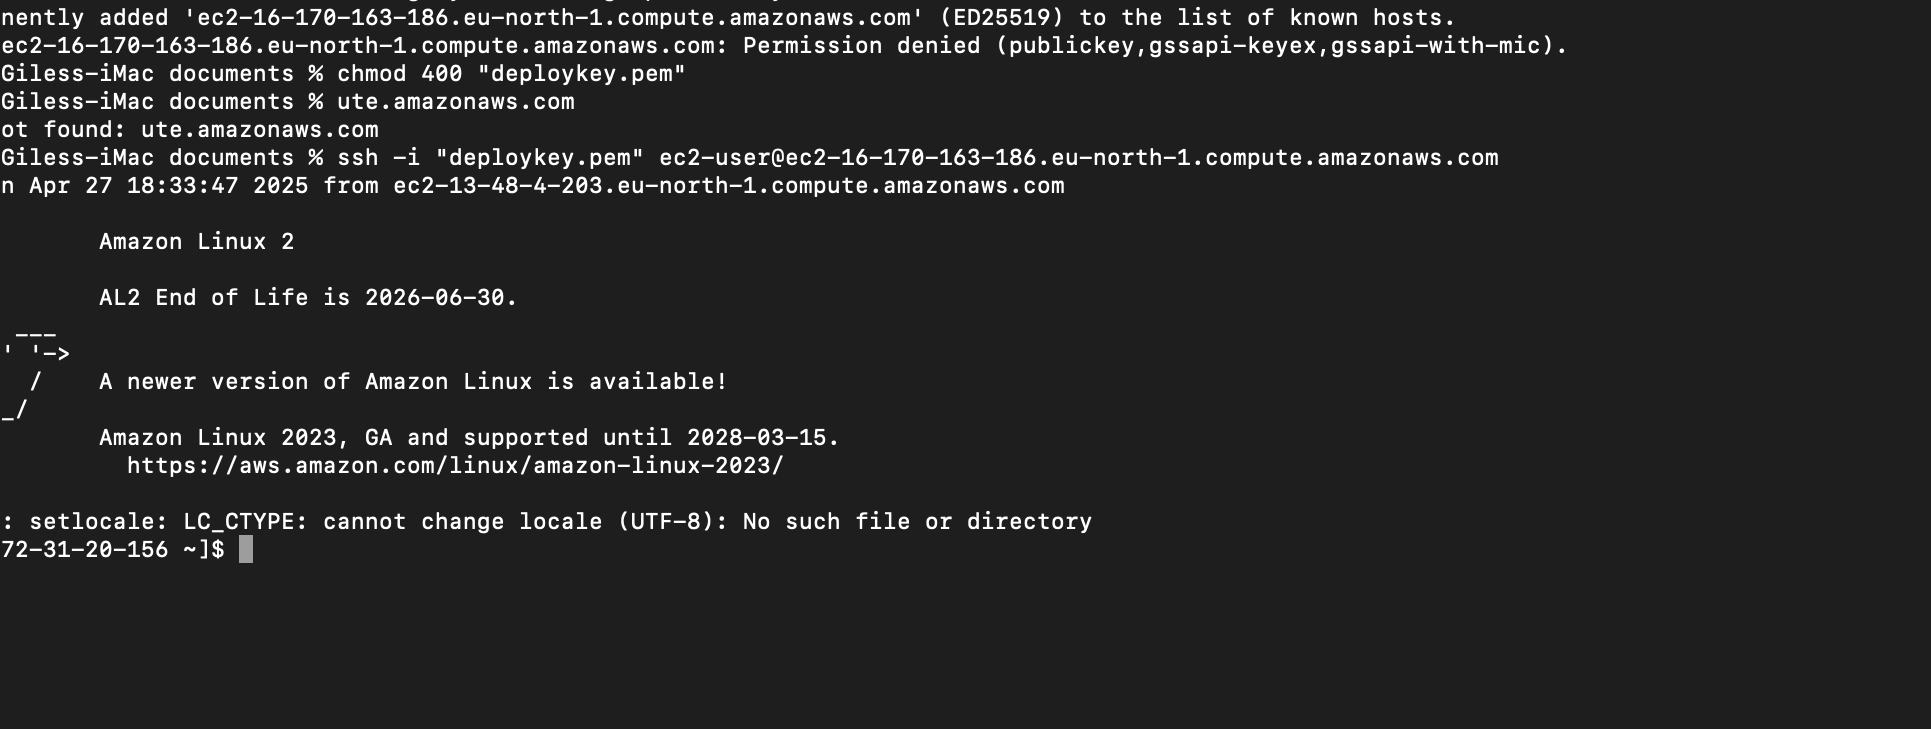 nently added 'ec2-16-170-163-186.eu-north-1.compute.amazonaws.com' (ED25519) to the list of known hosts.
ec2-16-170-163-186.eu-north-1.compute.amazonaws.com: Permission denied (publickey,gssapi-keyex,gssapi-with-mic).
Giless-iMac documents % chmod 400 "deploykey.pem"
Giless-iMac documents % ute.amazonaws.com
ot found: ute.amazonaws.com
Giless-iMac documents % ssh -i "deploykey.pem" ec2-user@ec2-16-170-163-186.eu-north-1.compute.amazonaws.com
n Apr 27 18:33:47 2025 from ec2-13-48-4-203.eu-north-1.compute.amazonaws.com
Amazon Linux 2
AL2 End of Life is 2026-06-30.
___
' '->
/ A newer version of Amazon Linux is available!
_/
Amazon Linux 2023, GA and supported until 2028-03-15.
https://aws.amazon.com/linux/amazon-linux-2023/
: setlocale: LC_CTYPE: cannot change locale (UTF-8): No such file or directory
72-31-20-156 ~]$